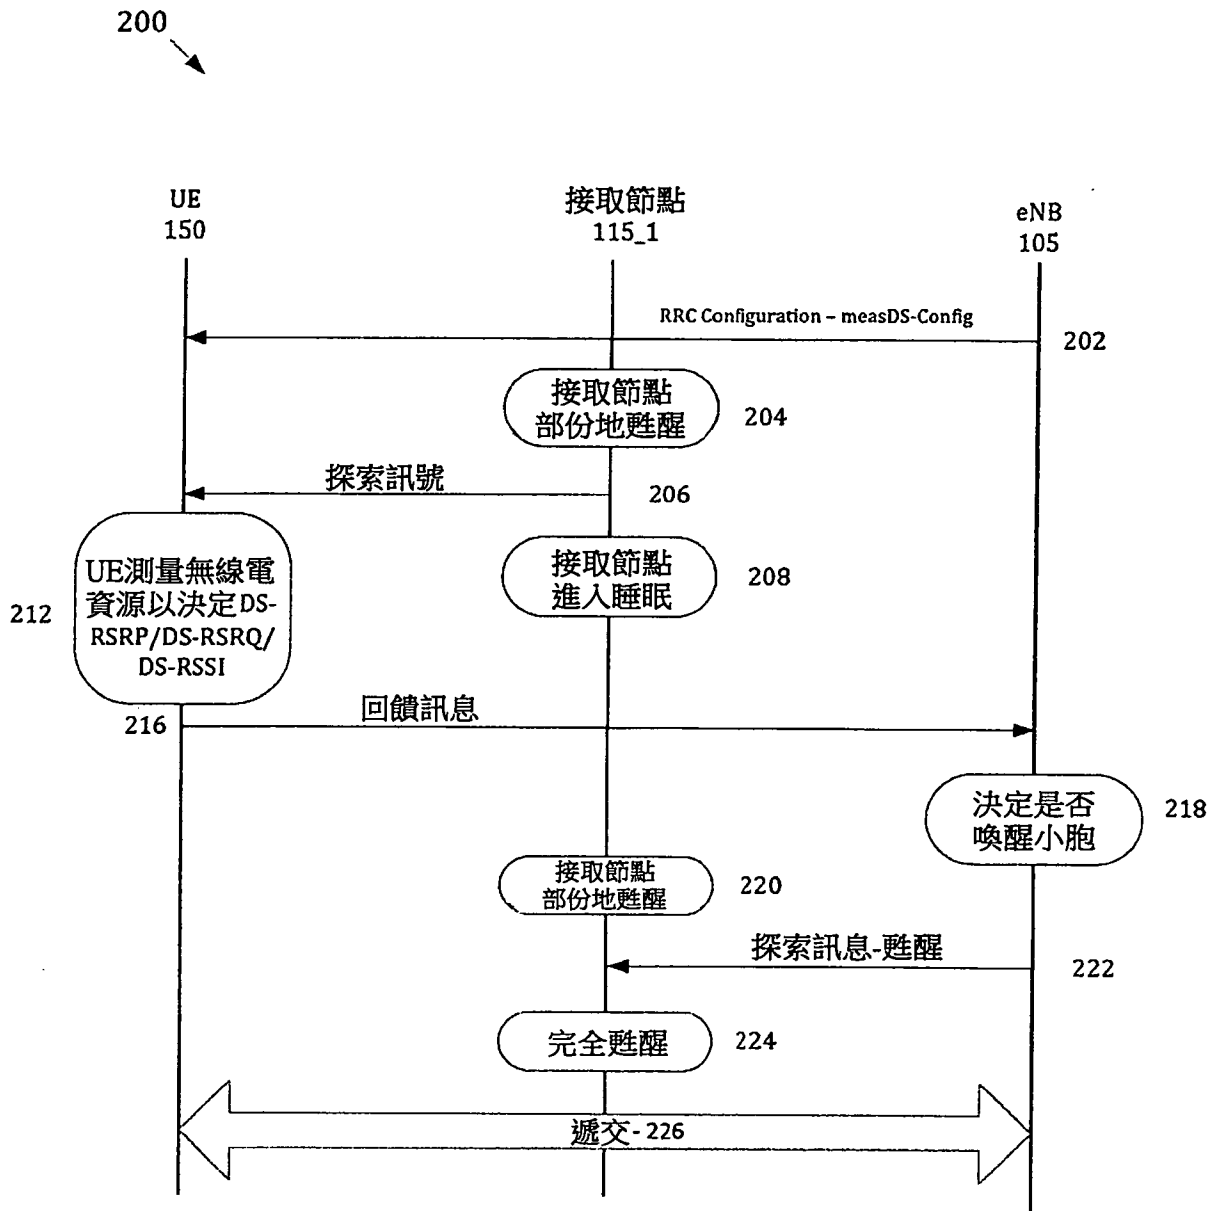 200
UE
150
接取節點
115_1
eNB
105
RRC Configuration – measDS-Config
202
接取節點
部份地甦醒
204
探索訊號
206
UE測量無線電
資源以決定DS-
RSRP/DS-RSRQ/
DS-RSSI
212
接取節點
進入睡眠
208
216
回饋訊息
決定是否
喚醒小胞
218
接取節點
部份地甦醒
220
探索訊息-甦醒
222
完全甦醒
224
遞交- 226